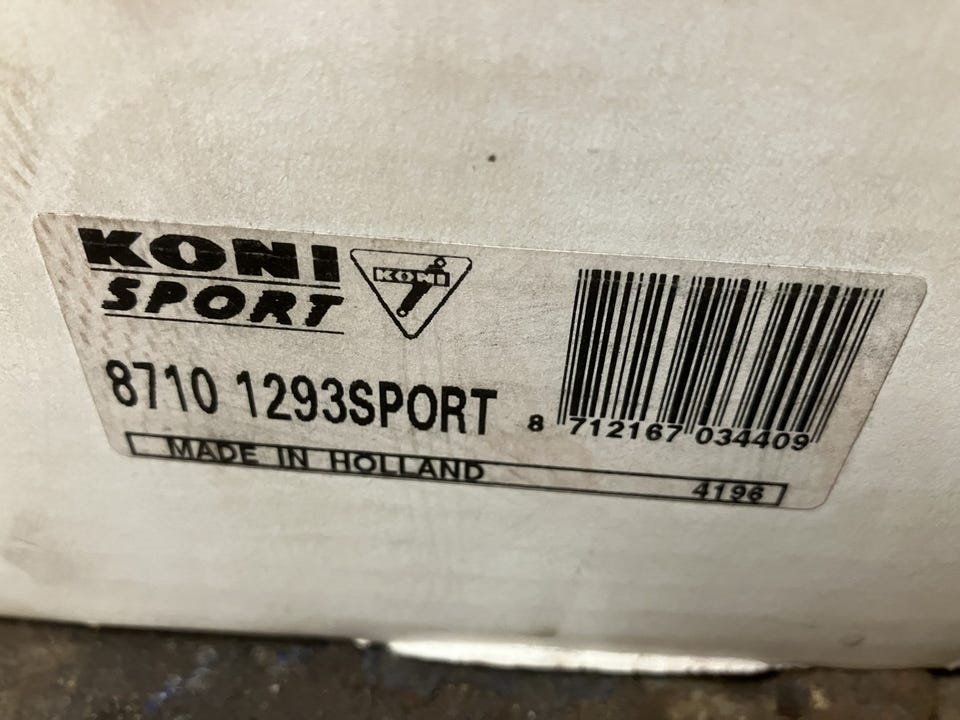 KONI
SPORT
KONI
8710 1293SPORT
8 712167 034409
MADE IN HOLLAND
4196